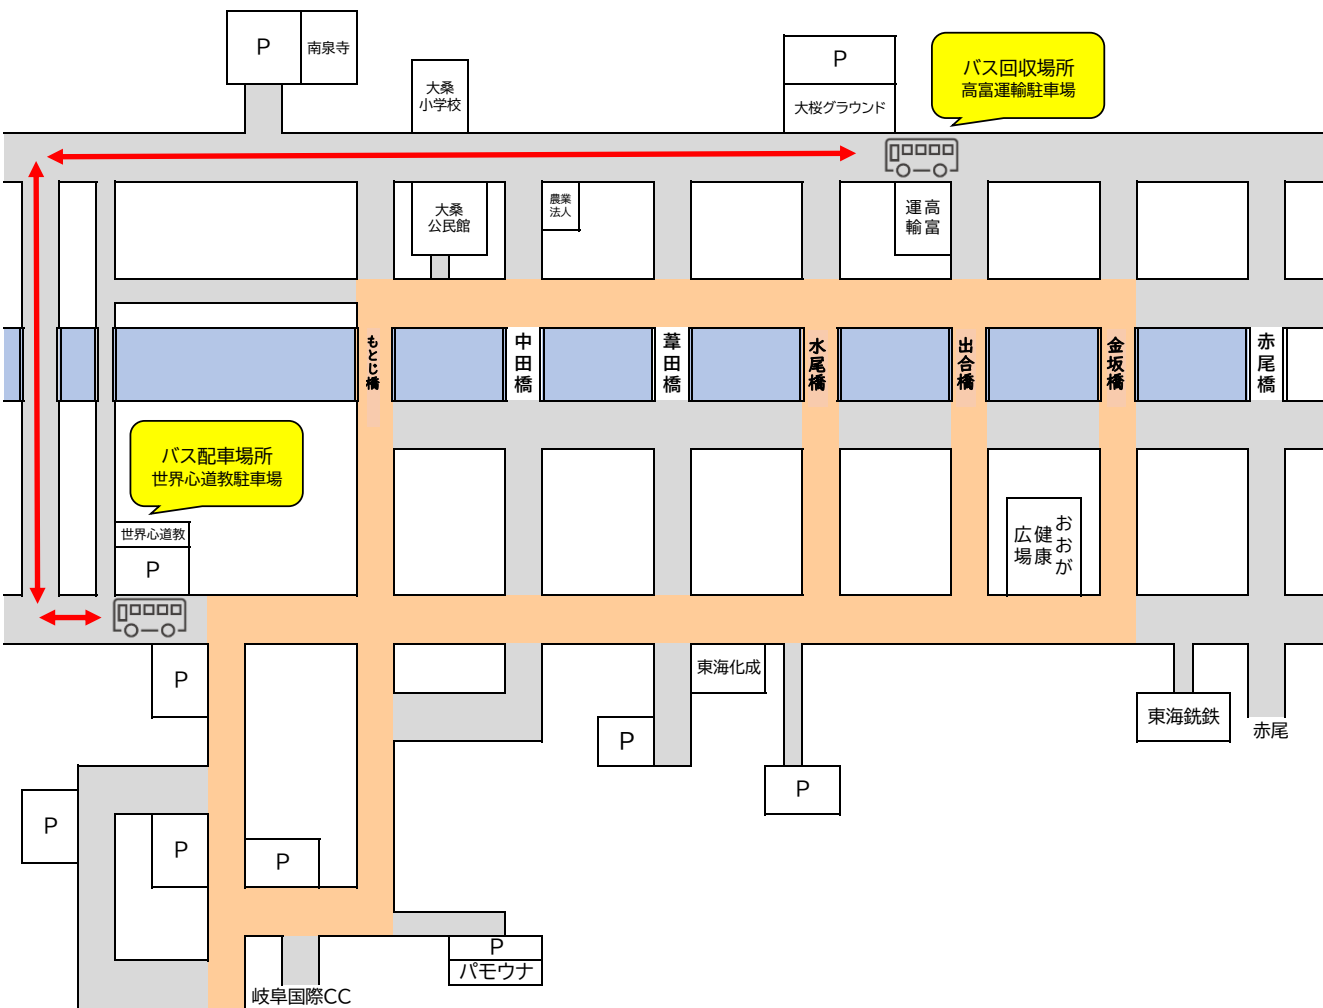 P
南泉寺
大桑
小学校
P
大桜グラウンド
バス回収場所
高富運輸駐車場
大桑
公民館
農業
法人
高富
運輸
もとじ橋
中田橋
葦田橋
水尾橋
出合橋
金坂橋
赤尾橋
バス配車場所
世界心道教駐車場
世界心道教
P
おおが
健康
広場
P
東海化成
P
東海銑鉄
赤尾
P
P
P
P
P
パモウナ
岐阜国際CC